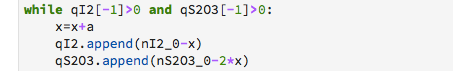 while qI2[-1]>0 and qS2O3[-1]>0:
    x=x+a
    qI2.append(nI2_0-x)
    qS2O3.append(nS2O3_0-2*x)